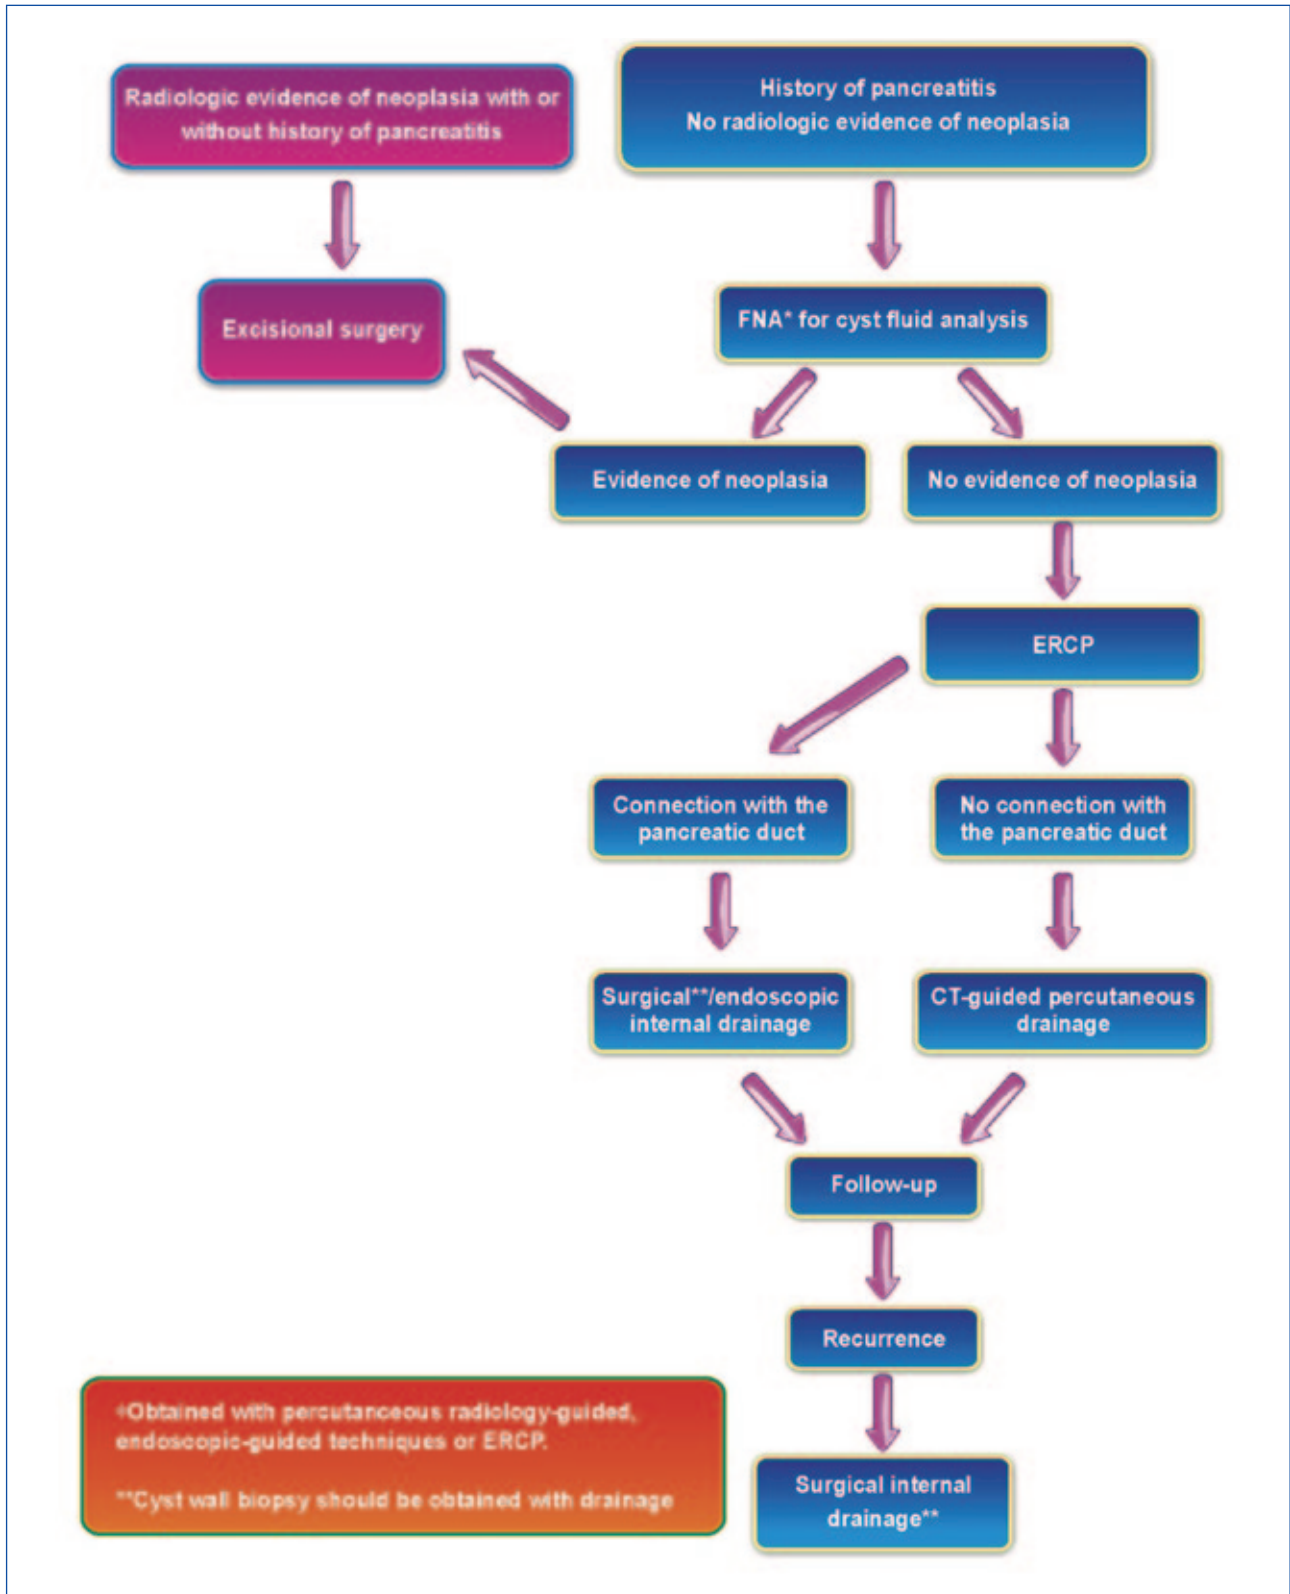 Radiologic evidence of neoplasia with or
without history of pancreatitis
History of pancreatitis
No radiologic evidence of neoplasia
Excisional surgery
FNA* for cyst fluid analysis
Evidence of neoplasia
No evidence of neoplasia
ERCP
Connection with the
pancreatic duct
No connection with
the pancreatic duct
Surgical**/endoscopic
internal drainage
CT-guided percutaneous
drainage
Follow-up
Recurrence
*Obtained with percutanceous radiology-guided,
endoscopic-guided techniques or ERCP.
**Cyst wall biopsy should be obtained with drainage
Surgical internal
drainage**